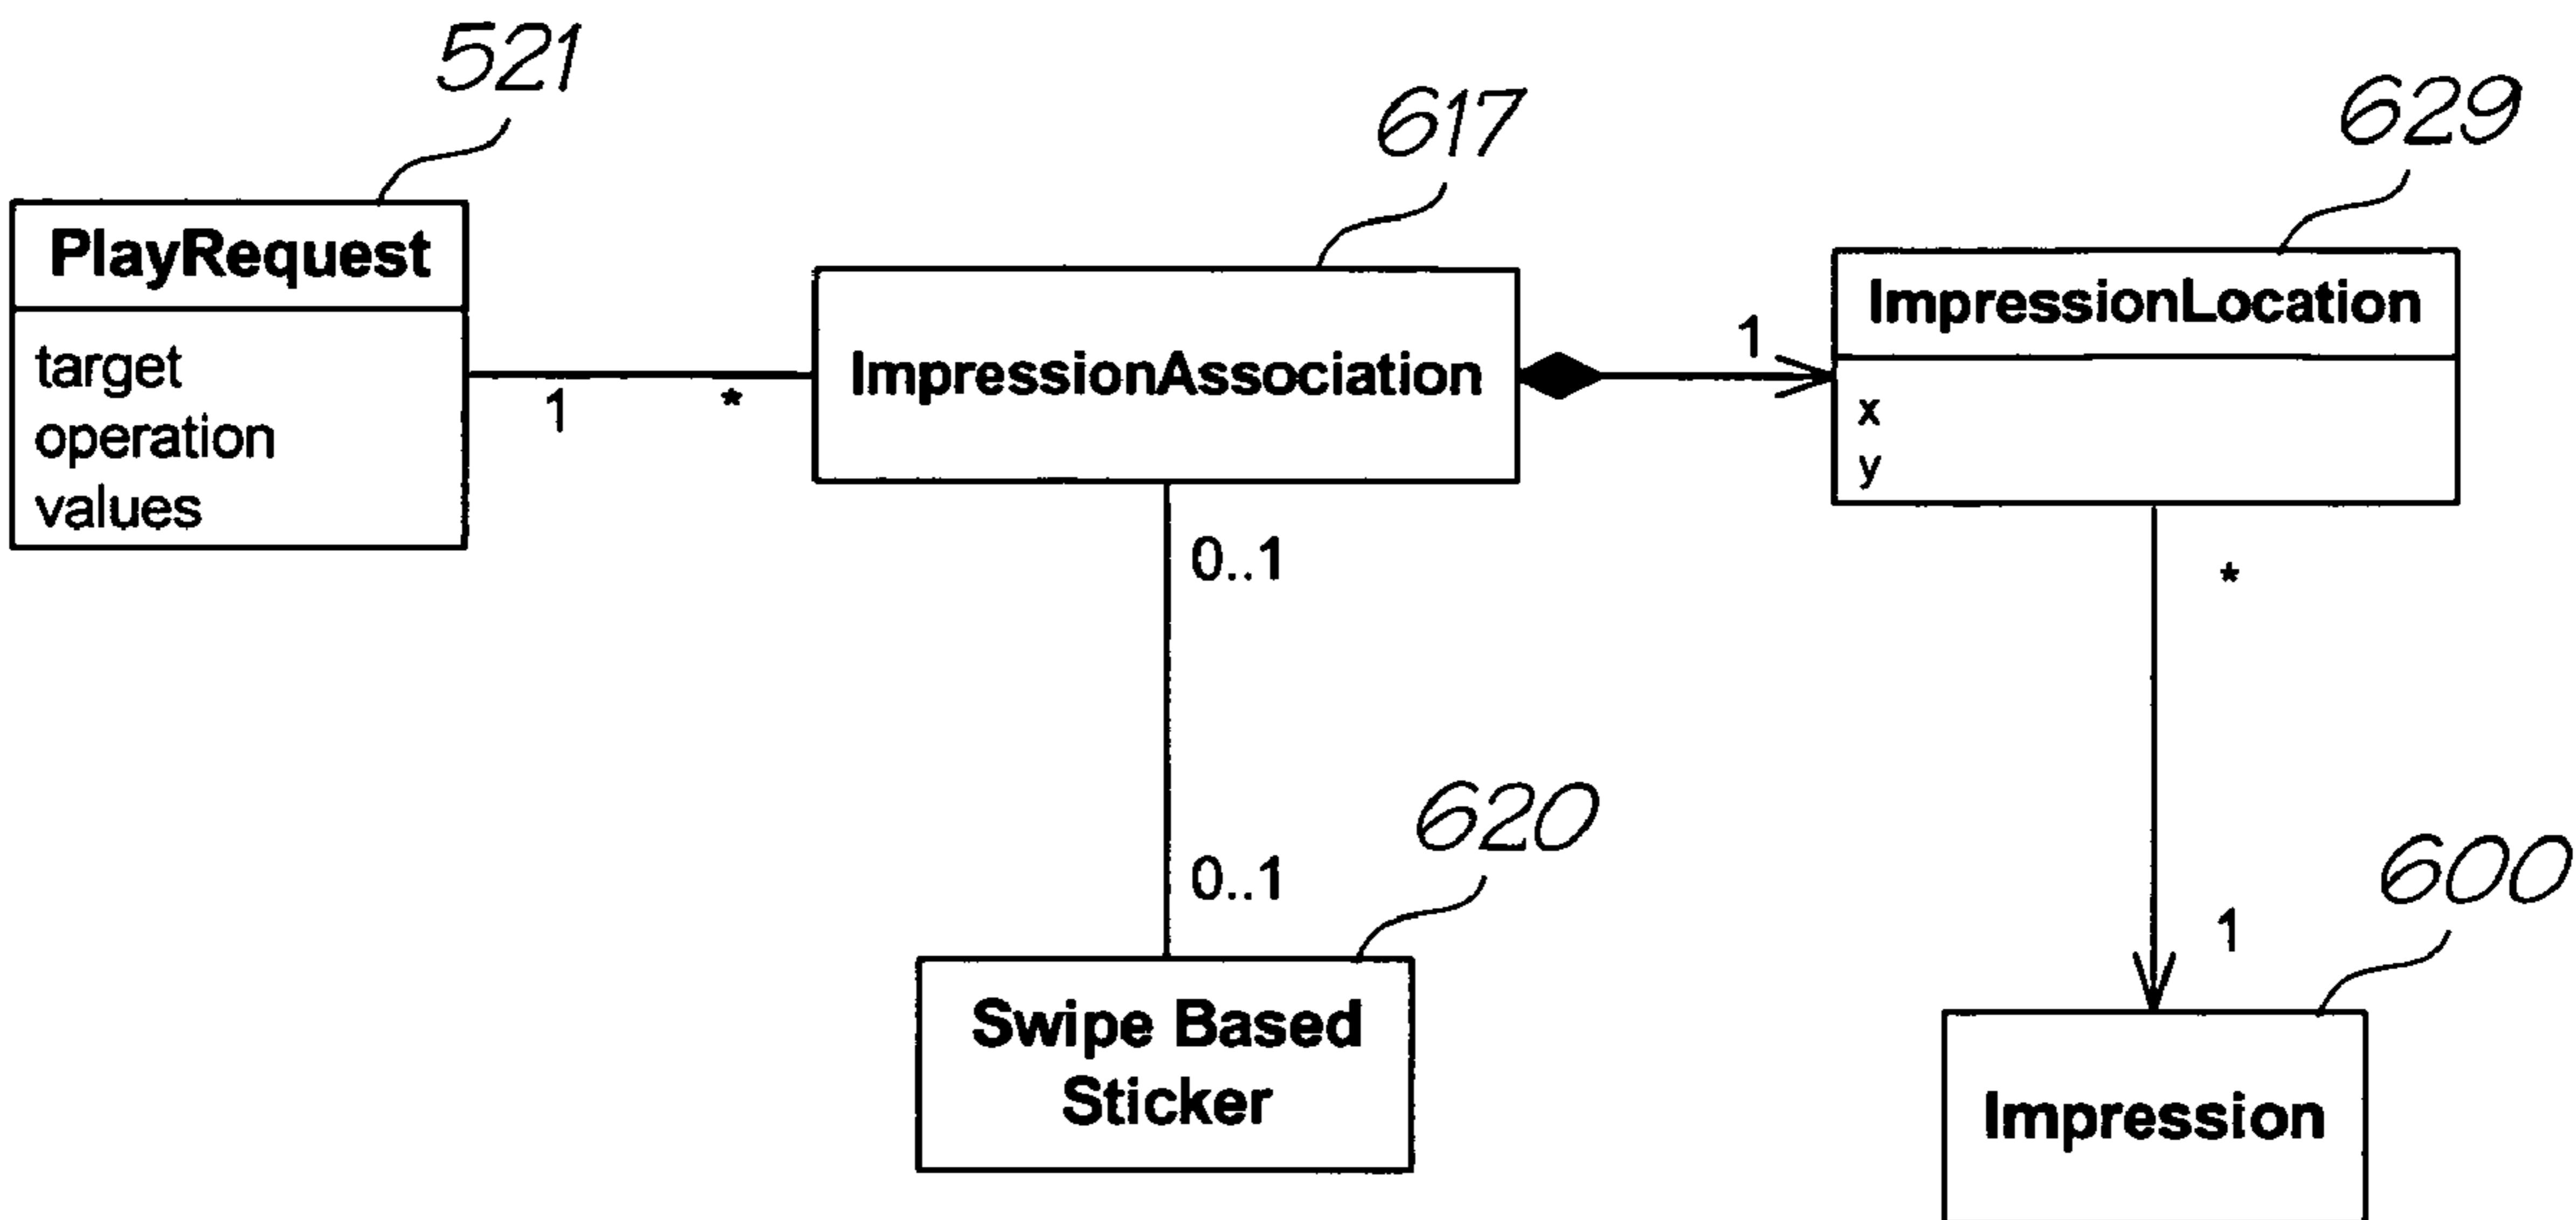 521
617
629
PlayRequest
target
operation
values
1
*
ImpressionAssociation
1
ImpressionLocation
x
y
0..1
0..1
*
1
620
Swipe Based
Sticker
600
Impression